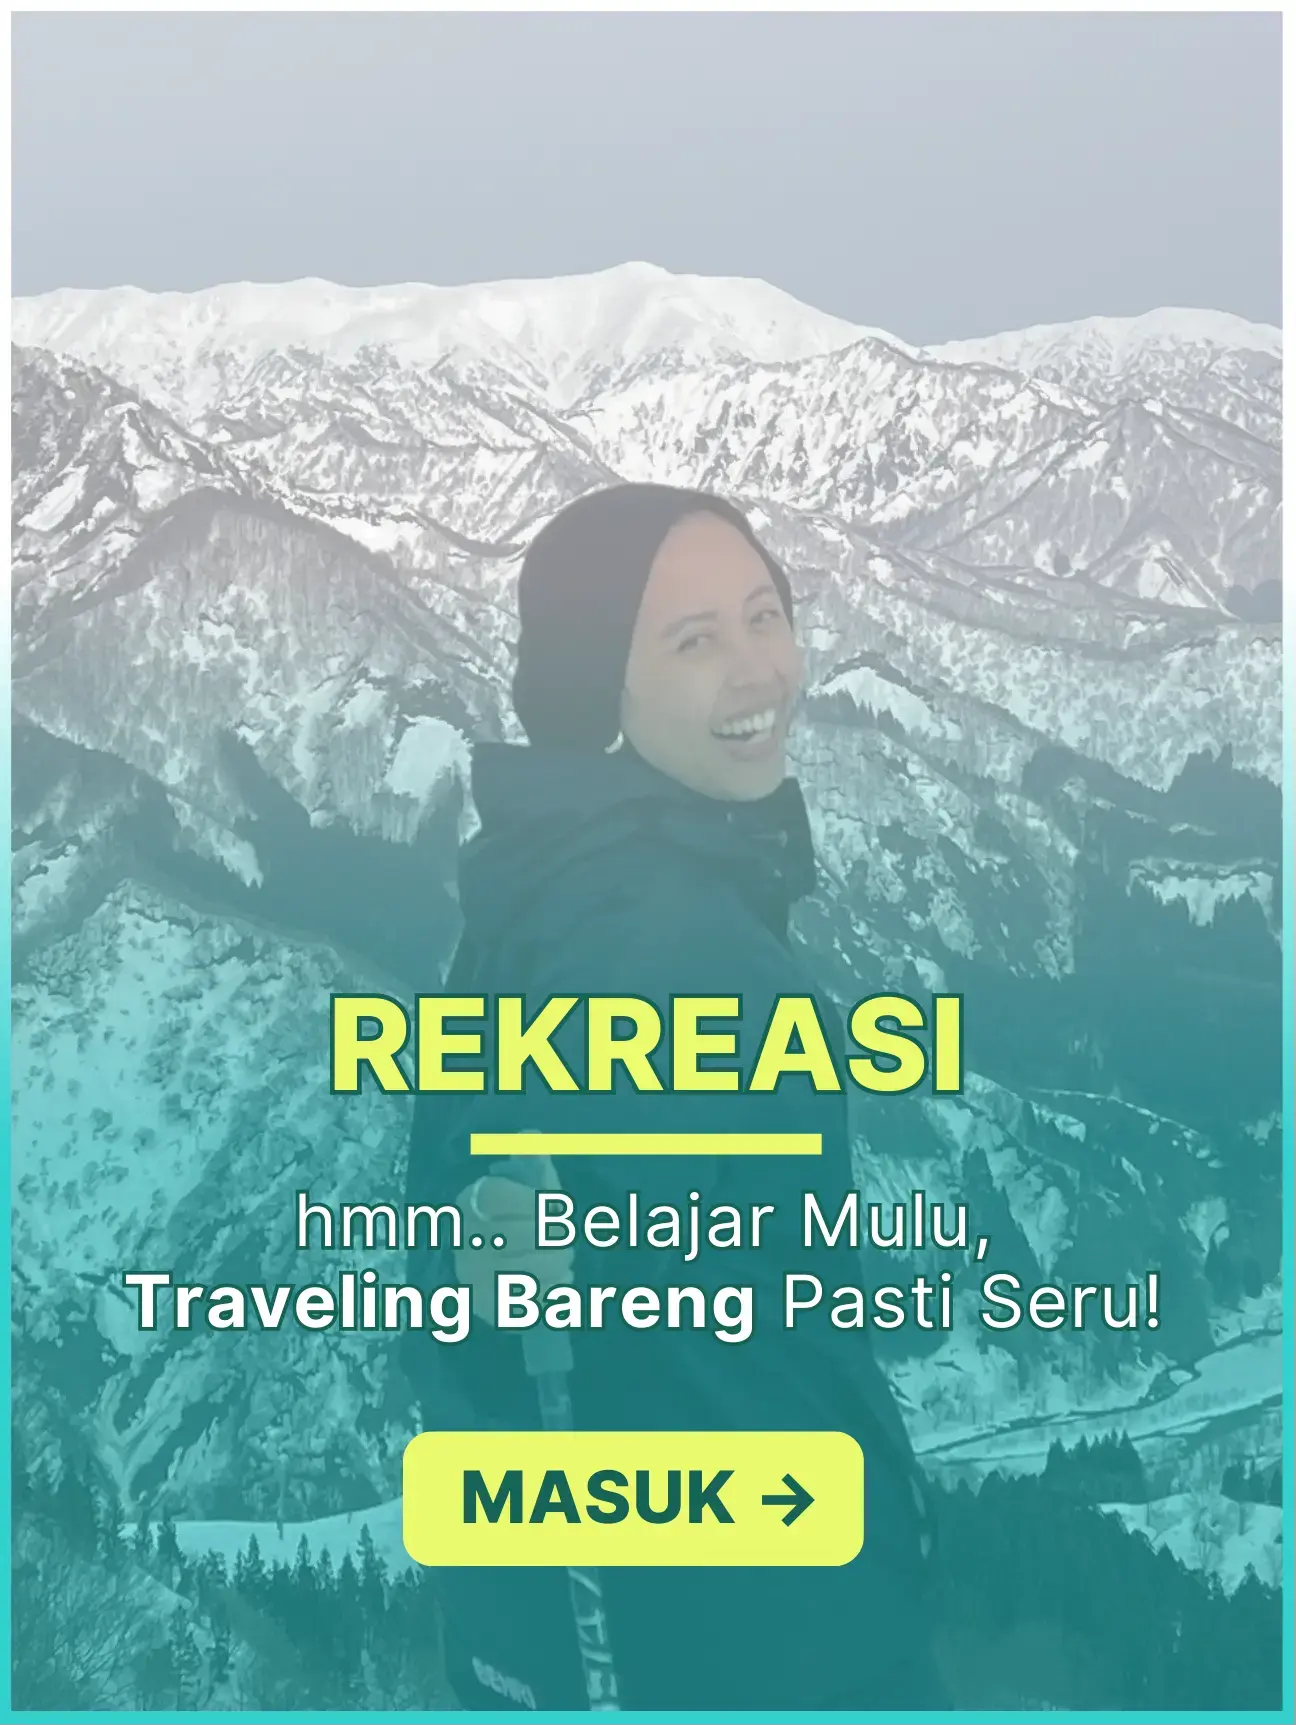 REKREASI
hmm.. Belajar Mulu,
Traveling Bareng Pasti Seru!
MASUK →